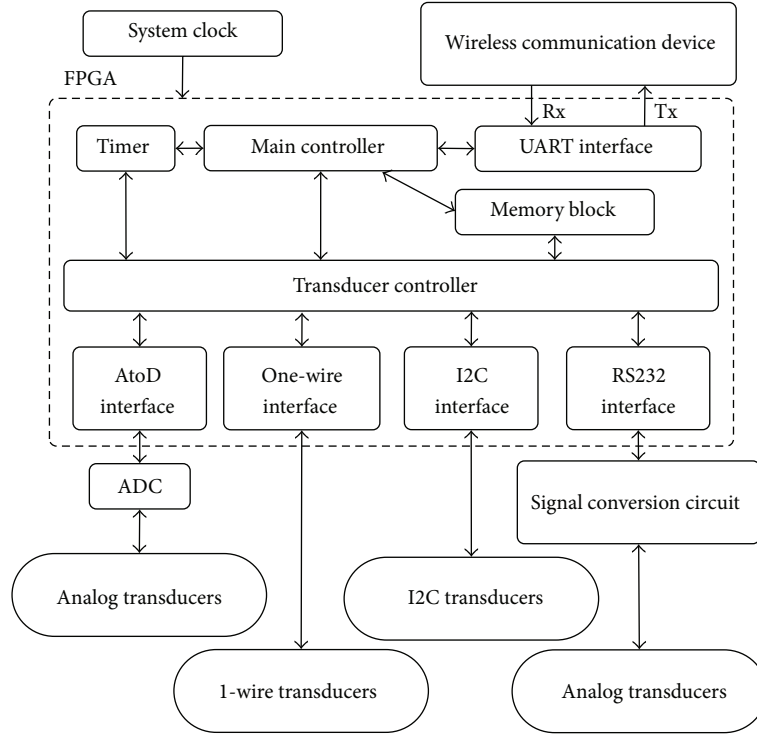 System clock
Wireless communication device
FPGA
Rx
Tx
Timer
Main controller
UART interface
Memory block
Transducer controller
AtoD
interface
One-wire
interface
I2C
interface
RS232
interface
ADC
Signal conversion circuit
Analog transducers
I2C transducers
1-wire transducers
Analog transducers